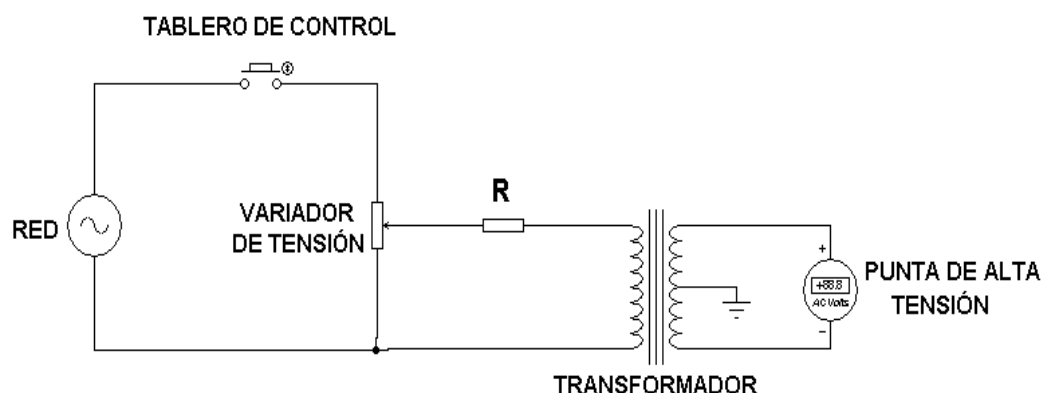 TABLERO DE CONTROL
RED
VARIADOR
DE TENSIÓN
R
+
+88.8
AC Volts
−
PUNTA DE ALTA
TENSIÓN
TRANSFORMADOR